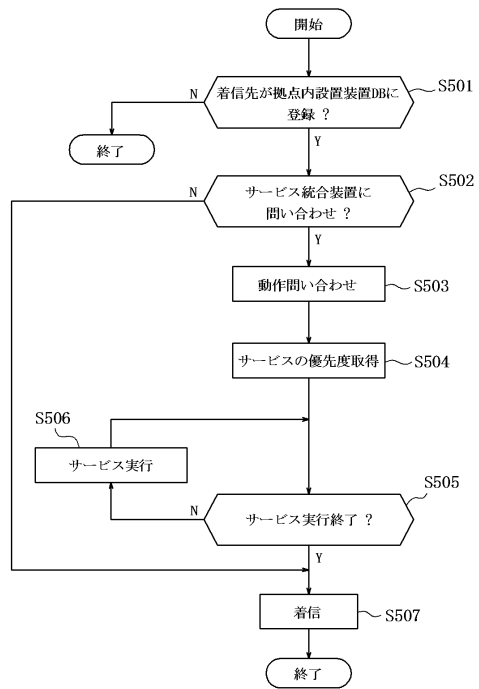 開始
着信先が拠点内設置装置DBに
登録 ?
S501
N
終了
Y
サービス統合装置に
問い合わせ ?
S502
N
Y
動作問い合わせ
S503
サービスの優先度取得
S504
S506
サービス実行
S505
サービス実行終了 ?
N
Y
着信
S507
終了